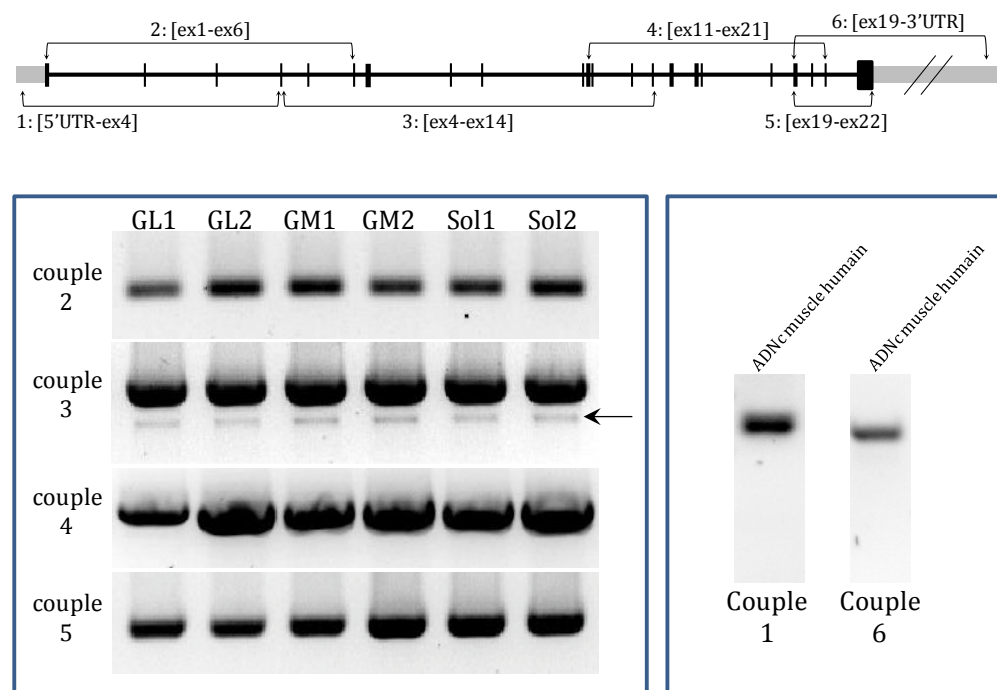 2: [ex1-ex6]
4: [ex11-ex21]
6: [ex19-3’UTR]
1: [5’UTR-ex4]
3: [ex4-ex14]
5: [ex19-ex22]
GL1 GL2 GM1 GM2 Sol1 Sol2
couple
2
couple
3
couple
4
couple
5
ADNc muscle humain
ADNc muscle humain
Couple
1
Couple
6